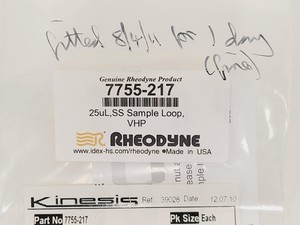 fitted 8/4/11 for 1 day
Genuine Rheodyne Product
7755-217
25uL,SS Sample Loop,
VHP
RHEODYNE
www.idex-hs.com ●Made in USA
Kinesis Ref. 39028 Date 12.07.10
Part No 7755-217 Pk Size Each